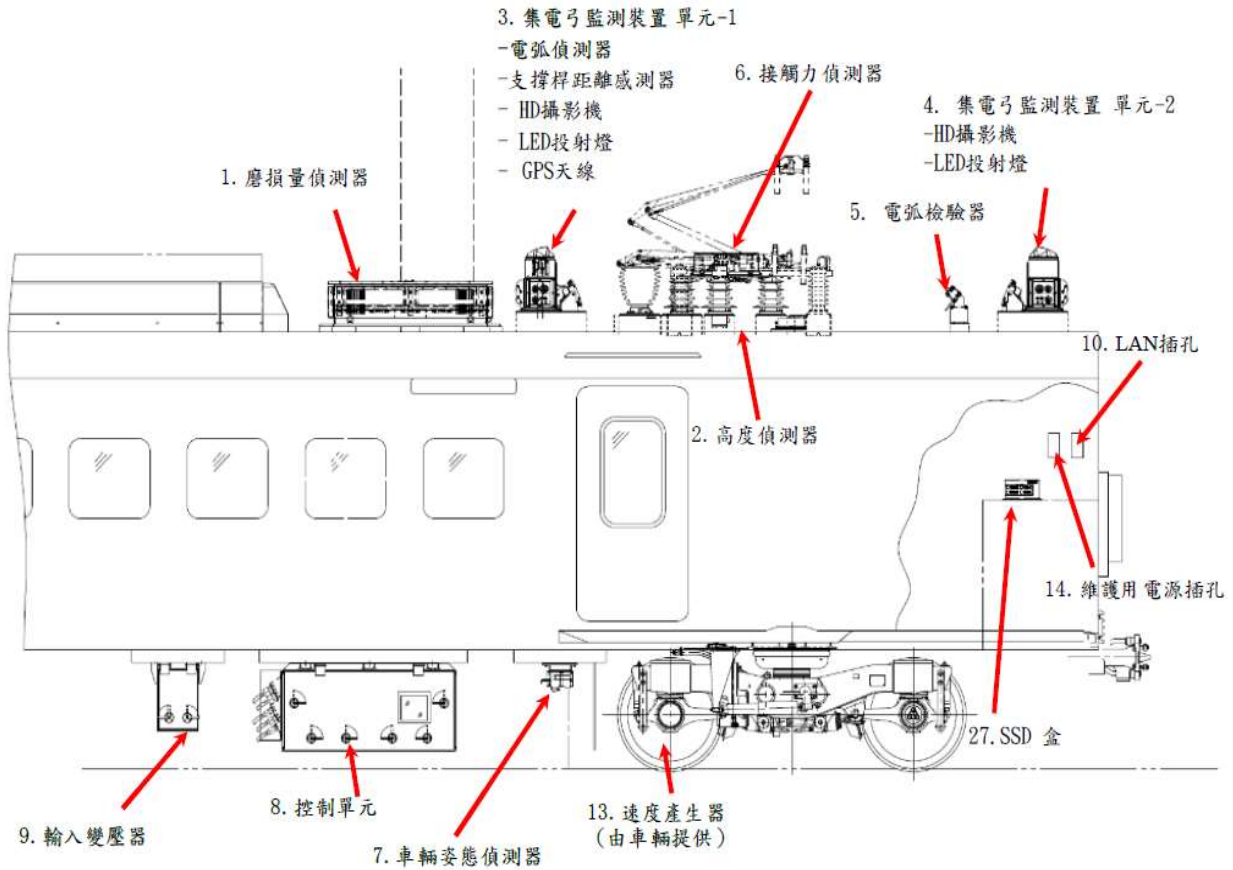 3. 集電弓監測裝置 單元-1
-電弧偵測器
-支撐桿距離感測器
- HD攝影機
- LED投射燈
- GPS天線
6. 接觸力偵測器
4. 集電弓監測裝置 單元-2
-HD攝影機
-LED投射燈
1. 磨損量偵測器
5. 電弧檢驗器
10. LAN插孔
2. 高度偵測器
14. 維護用電源插孔
27.SSD 盒
8. 控制單元
13. 速度產生器
(由車輛提供)
9. 輸入變壓器
7. 車輛姿態偵測器